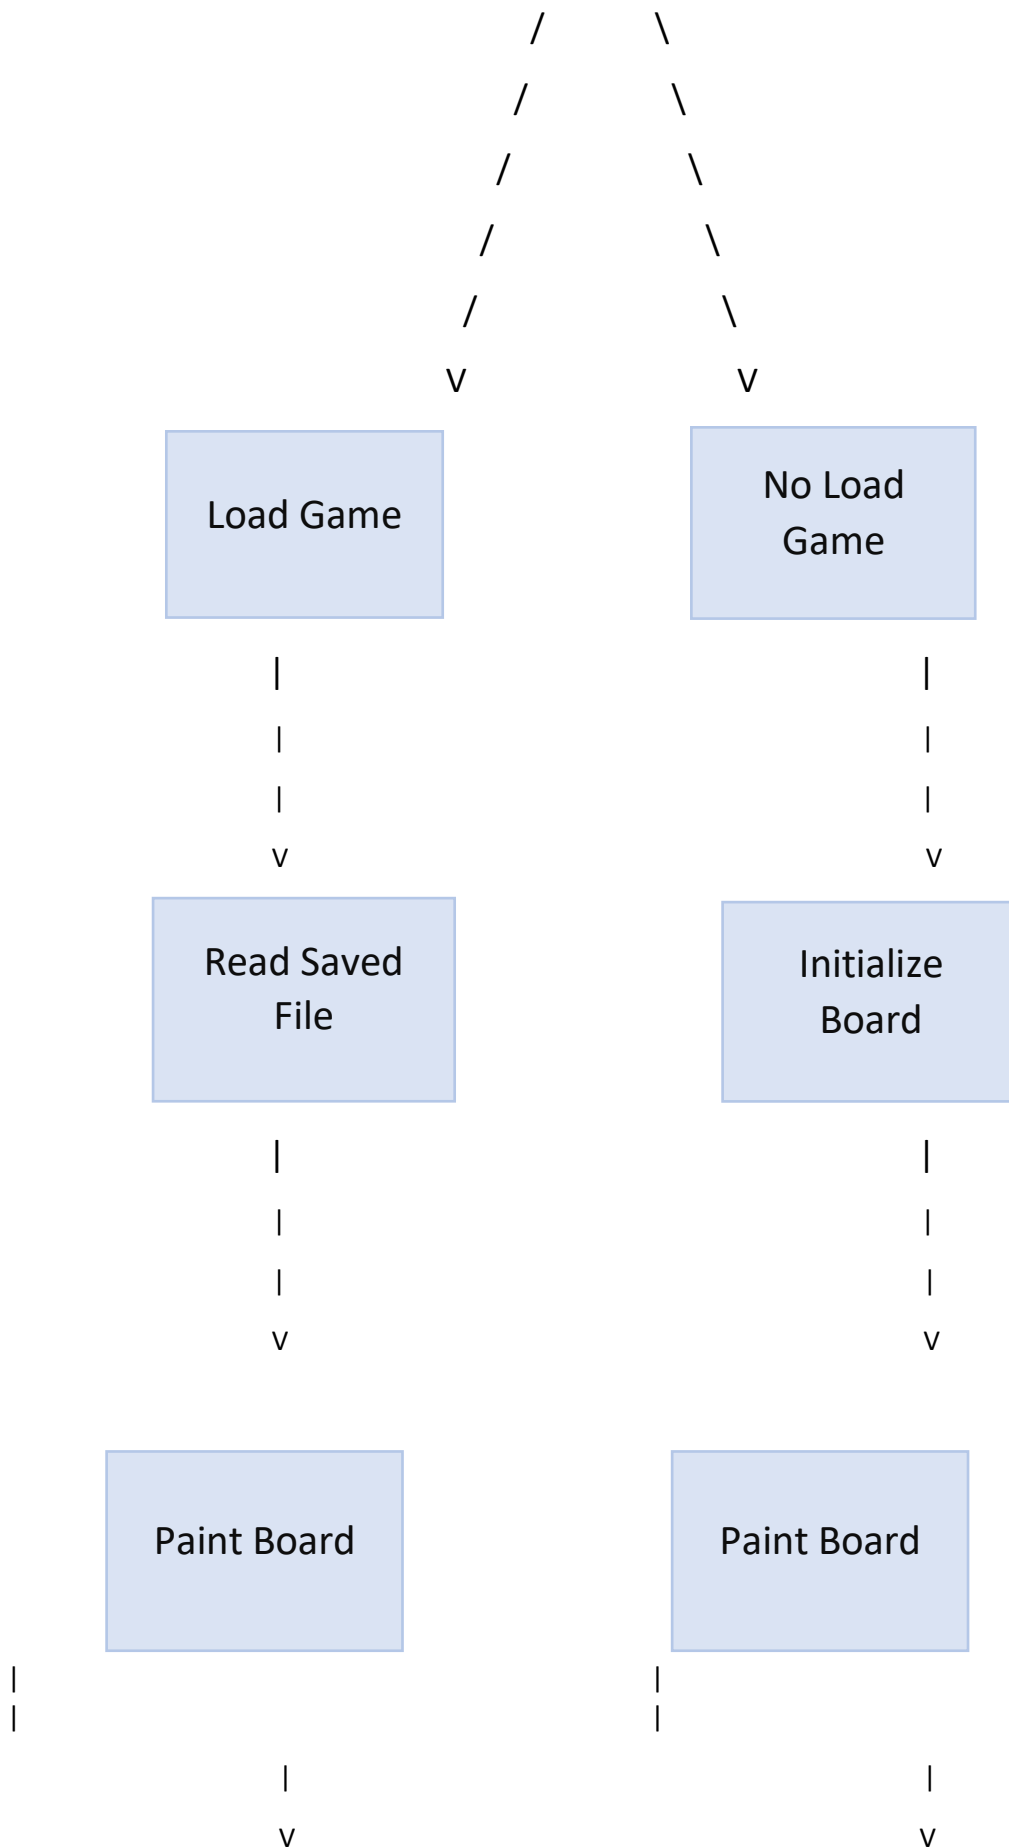 / \
/ \
/ \
/ \
/ \
V V
Load Game
No Load
Game
| |
| |
| |
V V
Read Saved
File
Initialize
Board
| |
| |
| |
V V
Paint Board
Paint Board
| |
| |
| |
V V